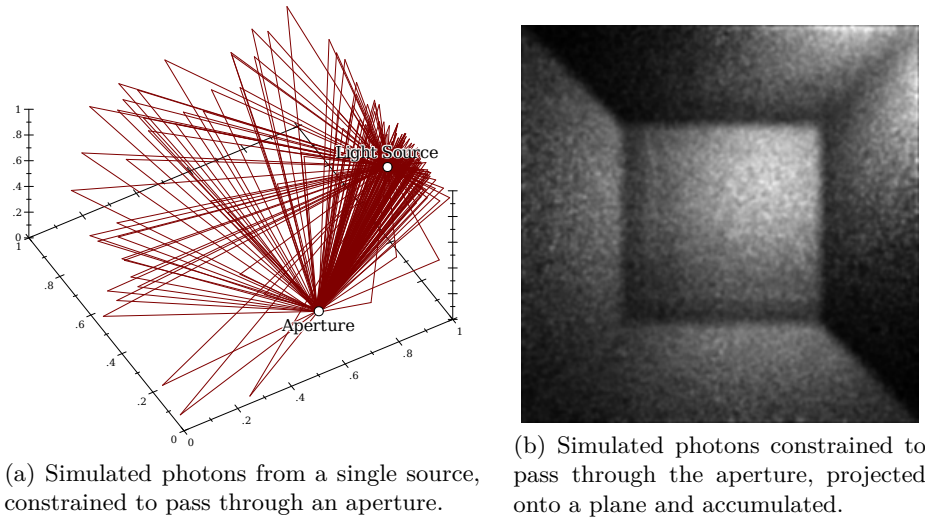 Light Source
Aperture
1
.8
.6
.4
.2
0
1
.8
.6
.4
.2
0
0
.2
.4
.6
.8
1
(a) Simulated photons from a single source,
constrained to pass through an aperture.
(b) Simulated photons constrained to
pass through the aperture, projected
onto a plane and accumulated.